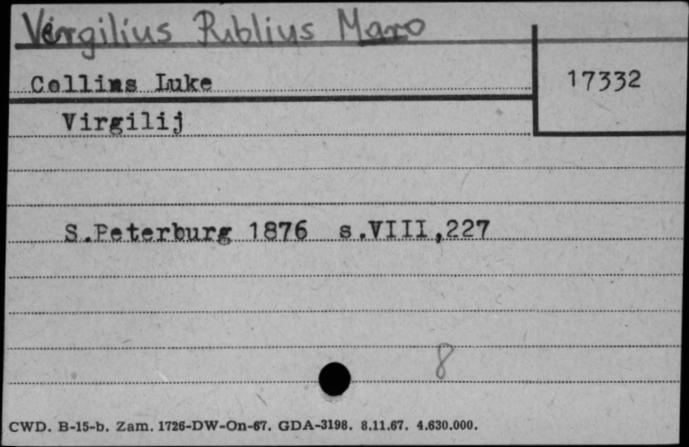 Vergilius Publius Maro
Collins Luke
17332
Virgilij
S.Peterburg 1876 s.VIII,227
8
CWD. B-15-b. Zam. 1726-DW-On-67. GDA-3198. 8.11.67. 4.630.000.